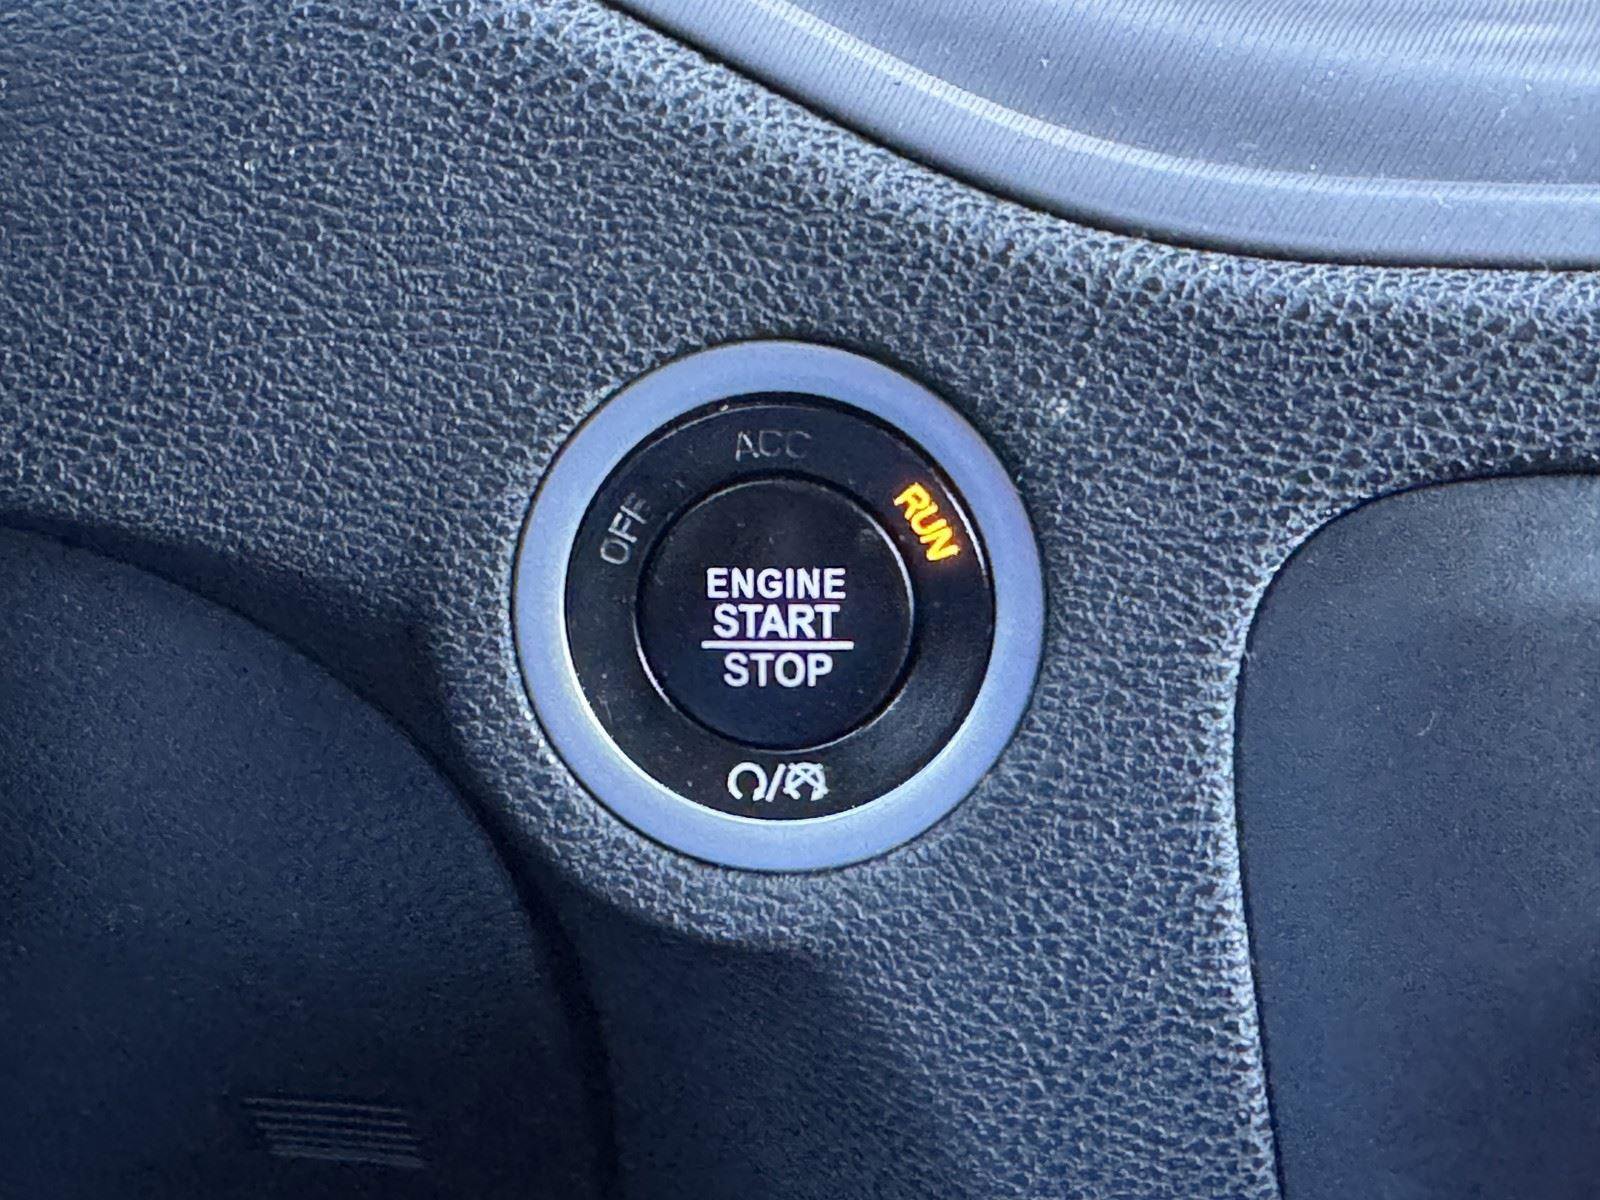 ACC
OFF
RUN
ENGINE
START
STOP